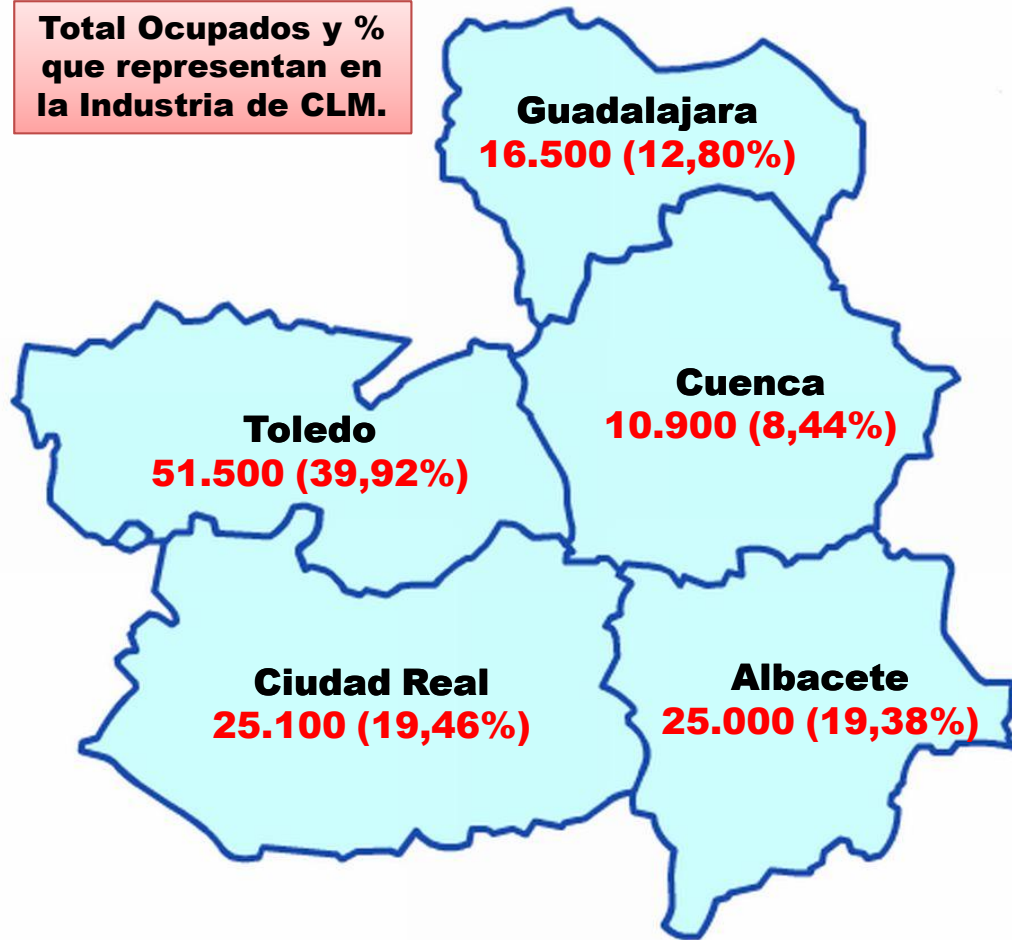 Total Ocupados y %
que representan en
la Industria de CLM.
Guadalajara
16.500 (12,80%)
Cuenca
10.900 (8,44%)
Toledo
51.500 (39,92%)
Ciudad Real
25.100 (19,46%)
Albacete
25.000 (19,38%)